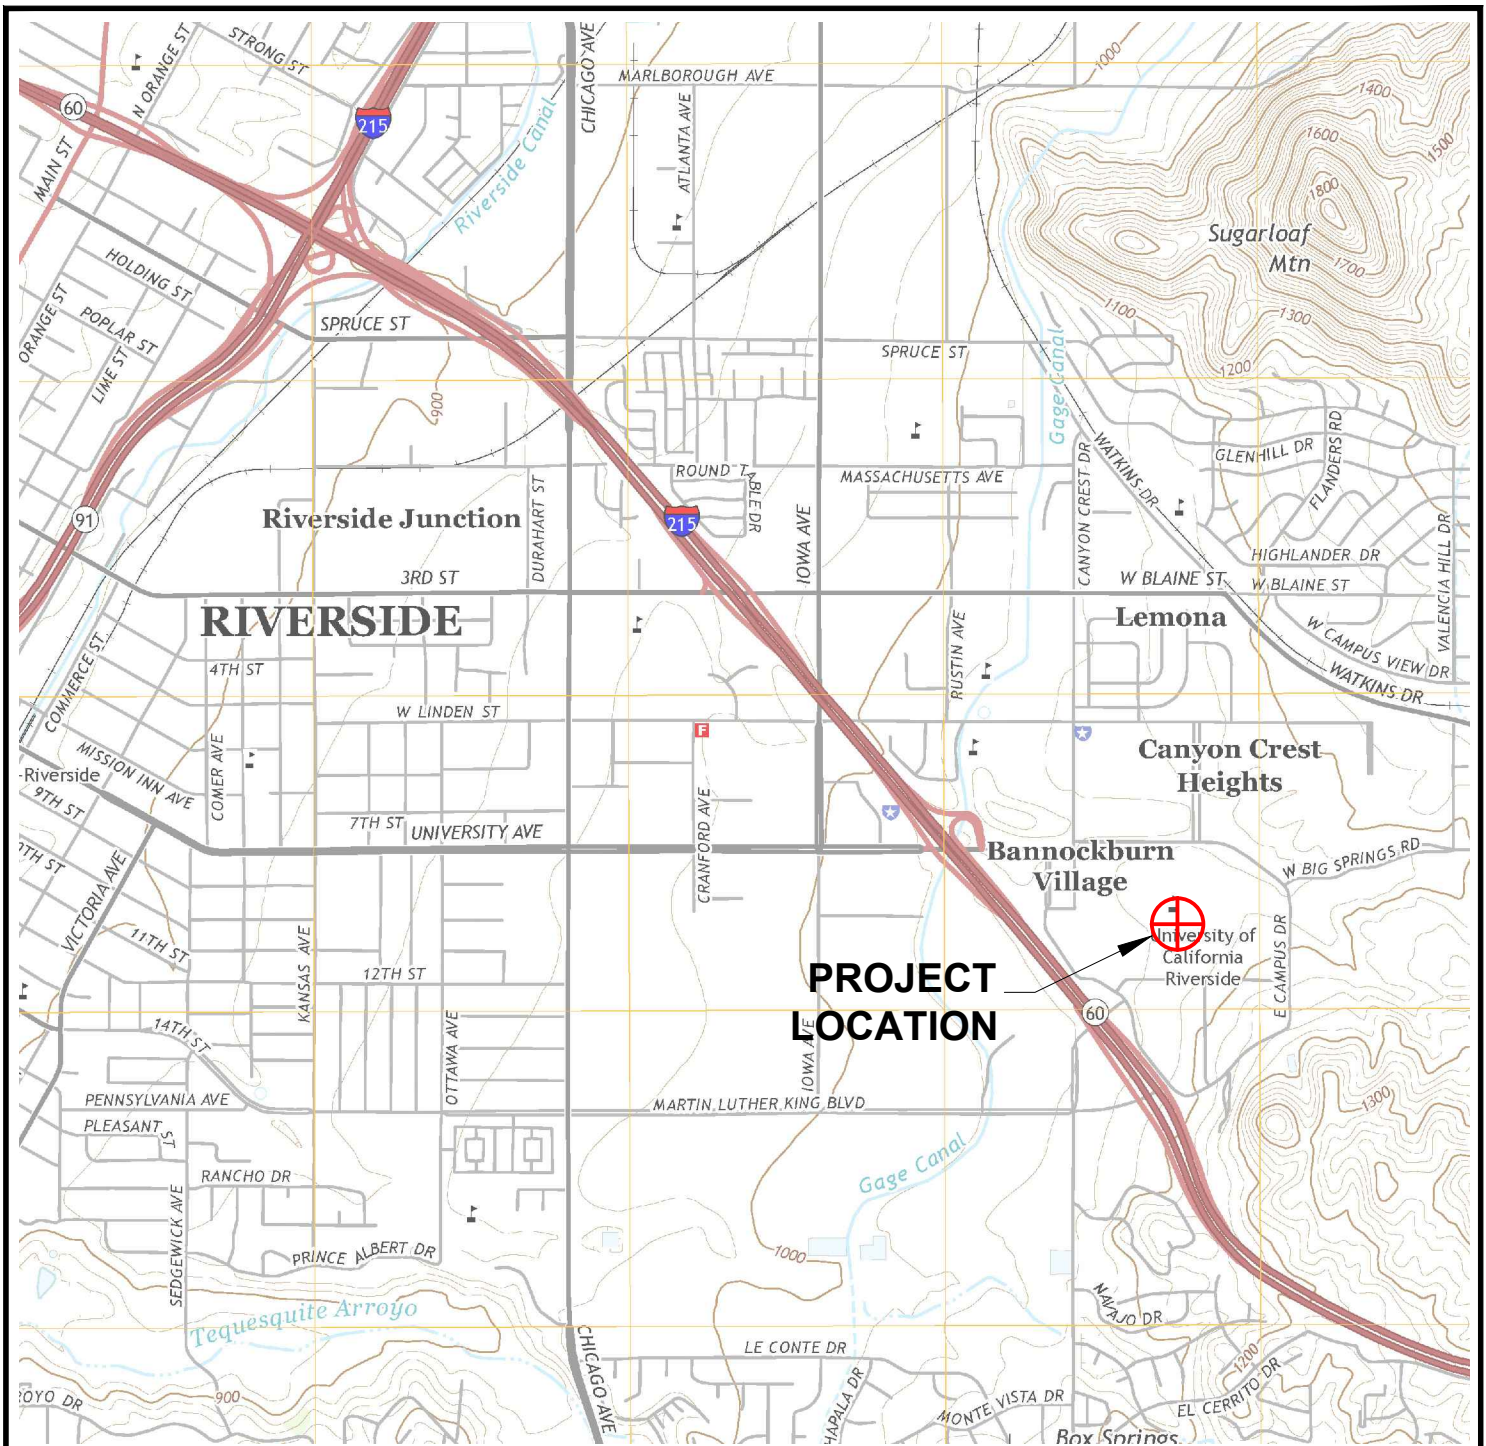 STRONG ST
N ORANGE ST
CHICAGO AVE
MARLBOROUGH AVE
1000
1400
60
215
ATLANTA AVE
Riverside Canal
1600
1500
MAIN ST
1800
Sugarloaf
Mtn
1700
HOLDING ST
ORANGE ST
POPLAR ST
LIME ST
SPRUCE ST
1100
1300
SPRUCE ST
1200
Gage Canal
900
WATKINS DR
GLENHILL DR
FLANDERS RD
ROUND TABLE DR
MASSACHUSETTS AVE
CANYON CREST DR
91
Riverside Junction
DURAHART ST
215
IOWA AVE
HIGHLANDER DR
VALENCIA HILL DR
3RD ST
W BLAINE ST
W BLAINE ST
RIVERSIDE
Lemona
RUSTIN AVE
W CAMPUS VIEW DR
WATKINS DR
COMMERCE ST
4TH ST
W LINDEN ST
F
MISSION INN AVE
COMER AVE
Canyon Crest
Heights
-Riverside
9TH ST
7TH ST
UNIVERSITY AVE
CRANFORD AVE
0TH ST
VICTORIA AVE
Bannockburn
Village
W BIG SPRINGS RD
11TH ST
KANSAS AVE
12TH ST
University of
California
Riverside
E CAMPUS DR
PROJECT
LOCATION
60
14TH ST
OTTAWA AVE
IOWA AVE
PENNSYLVANIA AVE
MARTIN LUTHER KING BLVD
1300
PLEASANT ST
RANCHO DR
Gage Canal
SEDGEWICK AVE
PRINCE ALBERT DR
1000
Tequesquite Arroyo
NAVAJO DR
CHICAGO AVE
LE CONTE DR
1200
ROYO DR
900
HAPALA DR
MONTE VISTA DR
EL CERRITO DR
Box Springs